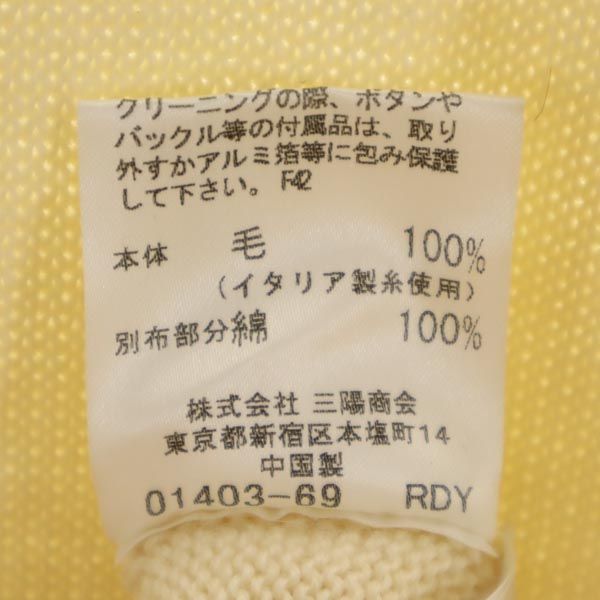 クリーニングの際、ボタンや
バックル等の付属品は、取り
外すかアルミ箔等に包み保護
して下さい。 F42
本体 毛 100%
(イタリア製糸使用)
別布部分綿 100%
株式会社 三陽商会
東京都新宿区本塩町14
中国製
01403-69 RDY